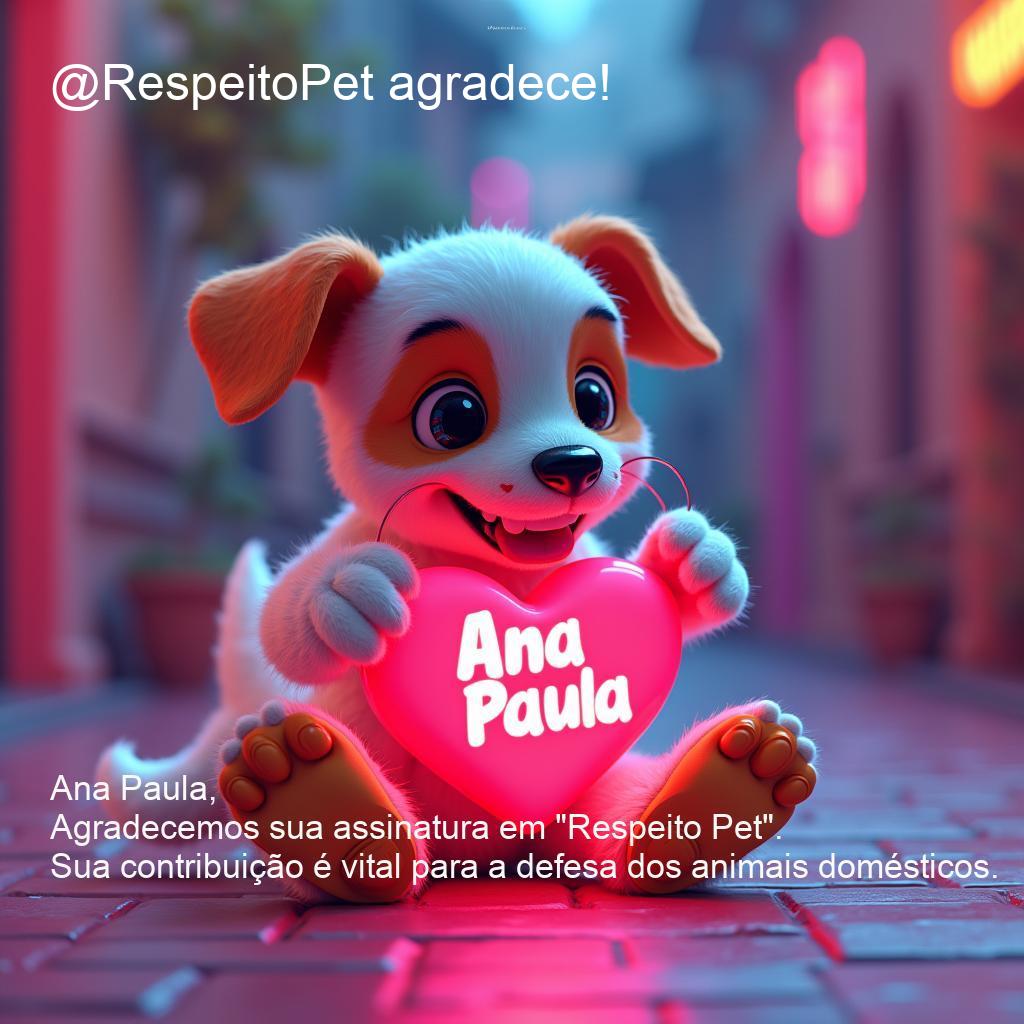 @RespeitoPet agradece!
Ana
Paula
Ana Paula,
Agradecemos sua assinatura em "Respeito Pet".
Sua contribuição é vital para a defesa dos animais domésticos.